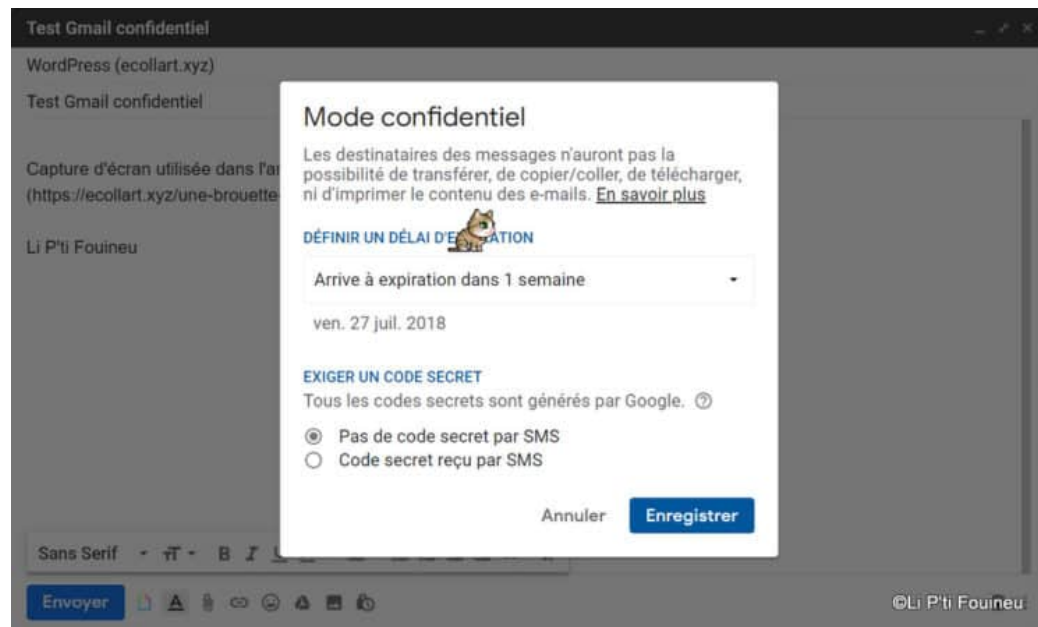 Test Gmail confidentiel
WordPress (ecollart.xyz)
Test Gmail confidentiel
Capture d'écran utilisée dans l'ar
(https://ecollart.xyz/une-brouette
Li P'ti Fouineu
Mode confidentiel
Les destinataires des messages n'auront pas la
possibilité de transférer, de copier/coller, de télécharger,
ni d'imprimer le contenu des e-mails. En savoir plus
DÉFINIR UN DÉLAI D'E ATION
Arrive à expiration dans 1 semaine
ven. 27 juil. 2018
EXIGER UN CODE SECRET
Tous les codes secrets sont générés par Google.
Pas de code secret par SMS
Code secret reçu par SMS
Annuler Enregistrer
Sans Serif
Envoyer
©Li P'ti Fouineu